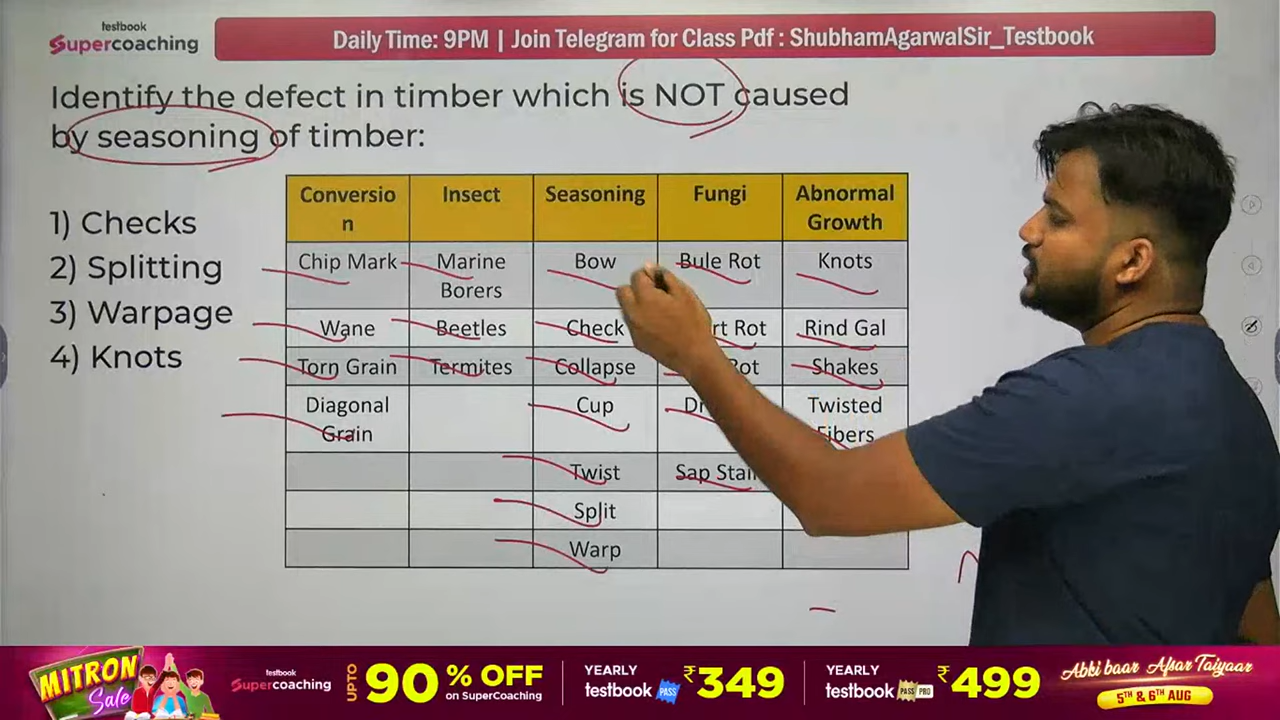 testbook
Supercoaching
Daily Time: 9PM | Join Telegram for Class Pdf : ShubhamAgarwalSir_Testbook
Identify the defect in timber which is NOT caused
by seasoning of timber:
1) Checks
2) Splitting
3) Warpage
4) Knots
Conversio
n
Insect
Seasoning
Fungi
Abnormal
Growth
Chip Mark
Marine
Borers
Bow
Bule Rot
Knots
Wane
Beetles
Check
Rot
Rind Gal
Torn Grain
Termites
Collapse
Rot
Shakes
Diagonal
Grain
Cup
Twisted
Fibers
Twist
Sap
Split
Warp
MITRON
Sale
testbook
Supercoaching
UPTO 90 % OFF
on SuperCoaching
YEARLY
testbook PASS
₹349
YEARLY
testbook PASS PRO
₹499
Abki baar Afsar Taiyaar
5TH & 6TH AUG